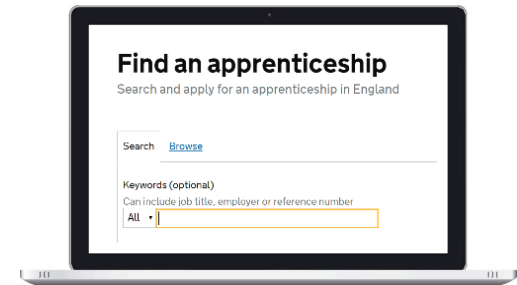 Find an apprenticeship
Search and apply for an apprenticeship in England
Search Browse
Keywords (optional)
Can include job title, employer or reference number
All